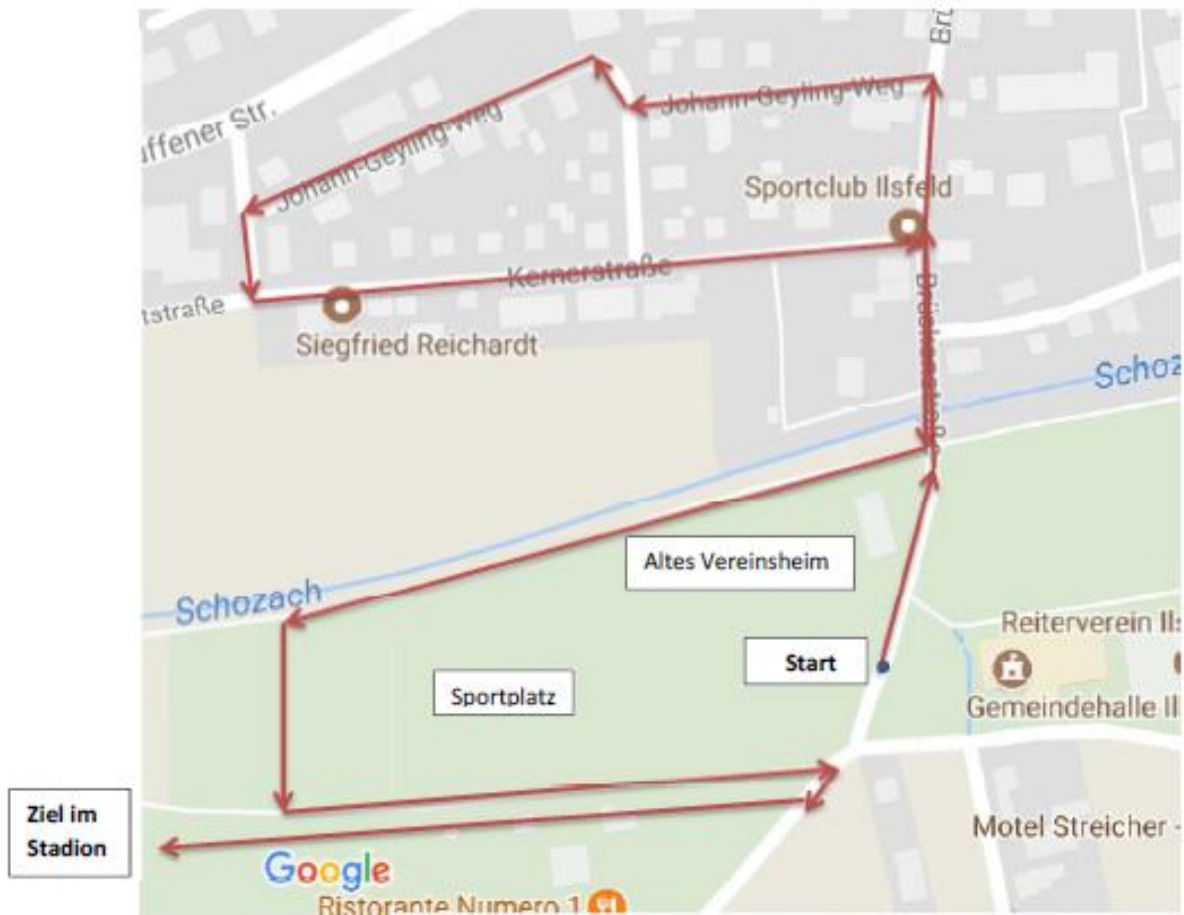 Brü
Johann-Geyling-Weg
uffener Str.
Johann-Geyling-Weg
Sportclub Ilsfeld
Kernerstraße
tstraße
Siegfried Reichardt
Schoz
Altes Vereinsheim
Schozach
Reiterverein Ils
Start
Sportplatz
Gemeindehalle Il
Ziel im
Stadion
Motel Streicher -
Google
Ristorante Numero 1